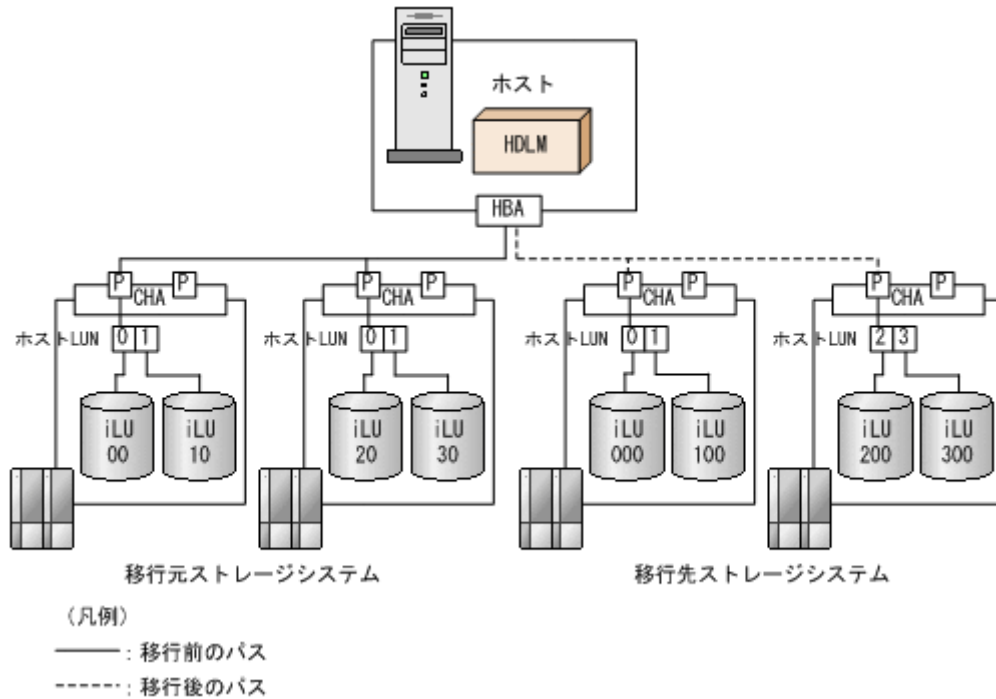 ホスト
HDLM
HBA
P P P P P P P P
CHA CHA CHA CHA
ホストLUN 0 1 ホストLUN 0 1 ホストLUN 0 1 ホストLUN 2 3
iLU 00 iLU 10 iLU 20 iLU 30 iLU 000 iLU 100 iLU 200 iLU 300
移行元ストレージシステム 移行先ストレージシステム
（凡例）
：移行前のパス
：移行後のパス